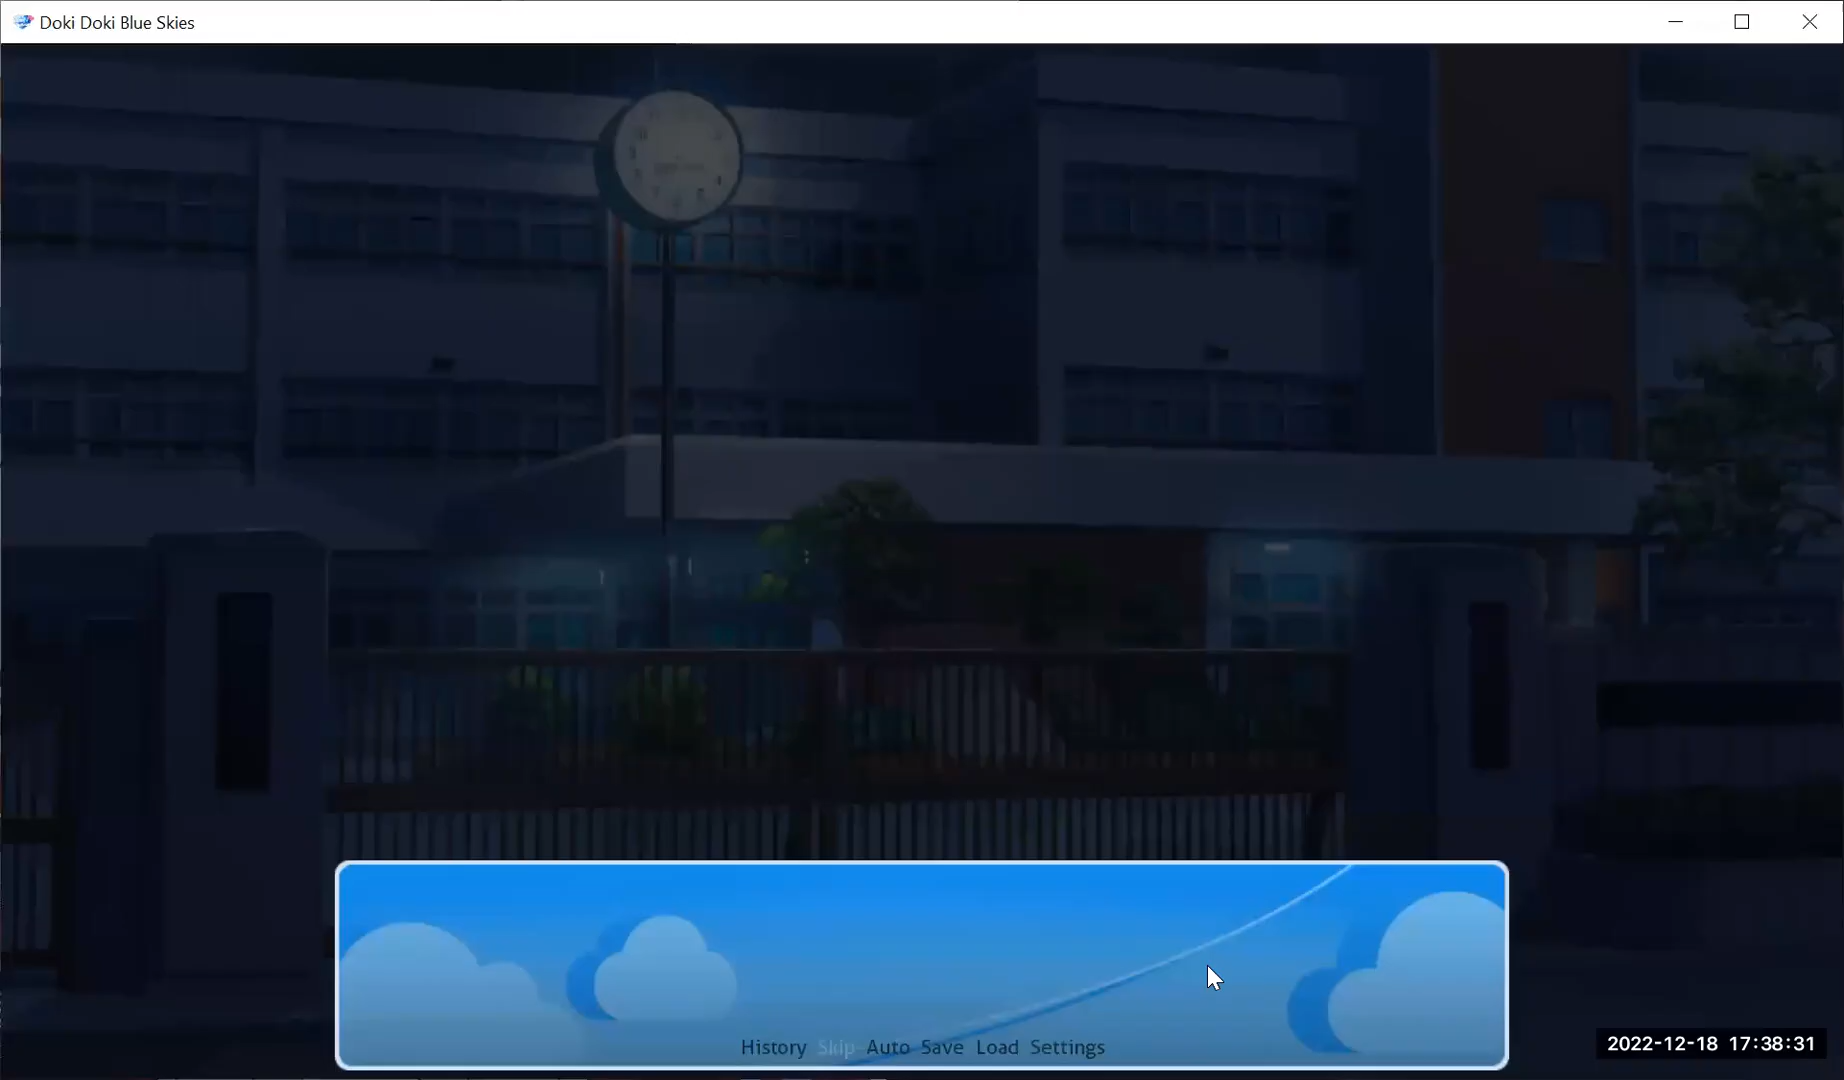 Doki Doki Blue Skies
History Skip Auto Save Load Settings
2022-12-18 17:38:31